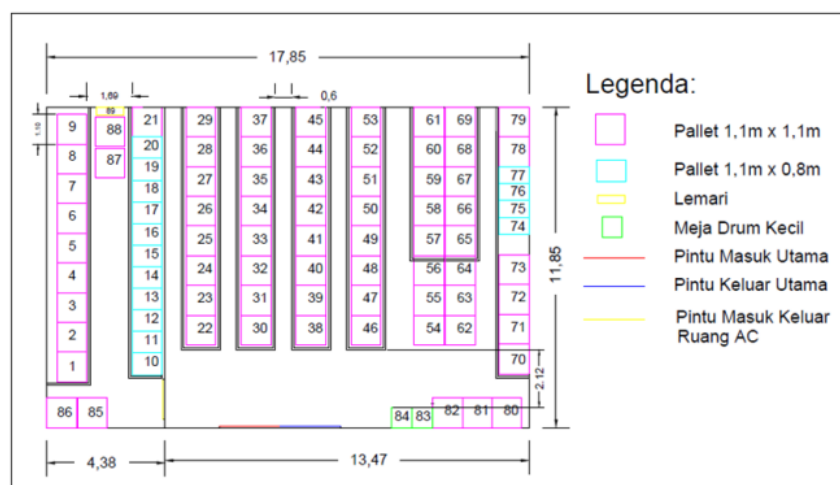 17,85
1,69
0,6
1.10
89
9 88 21 29 37 45 53 61 69 79
8 87 20 28 36 44 52 60 68 78
7 19 27 35 43 51 59 67 77
18 76
6 17 26 34 42 50 58 66 75
5 16 25 33 41 49 57 65 74
15
4 14 24 32 40 48 56 64 73
3 13 23 31 39 47 55 63 72
2 12 22 30 38 46 54 62 71
11
1 10 70
2.12
11,85
86 85 84 83 82 81 80
4,38
13,47
Legenda:
Pallet 1,1m x 1,1m
Pallet 1,1m x 0,8m
Lemari
Meja Drum Kecil
Pintu Masuk Utama
Pintu Keluar Utama
Pintu Masuk Keluar
Ruang AC